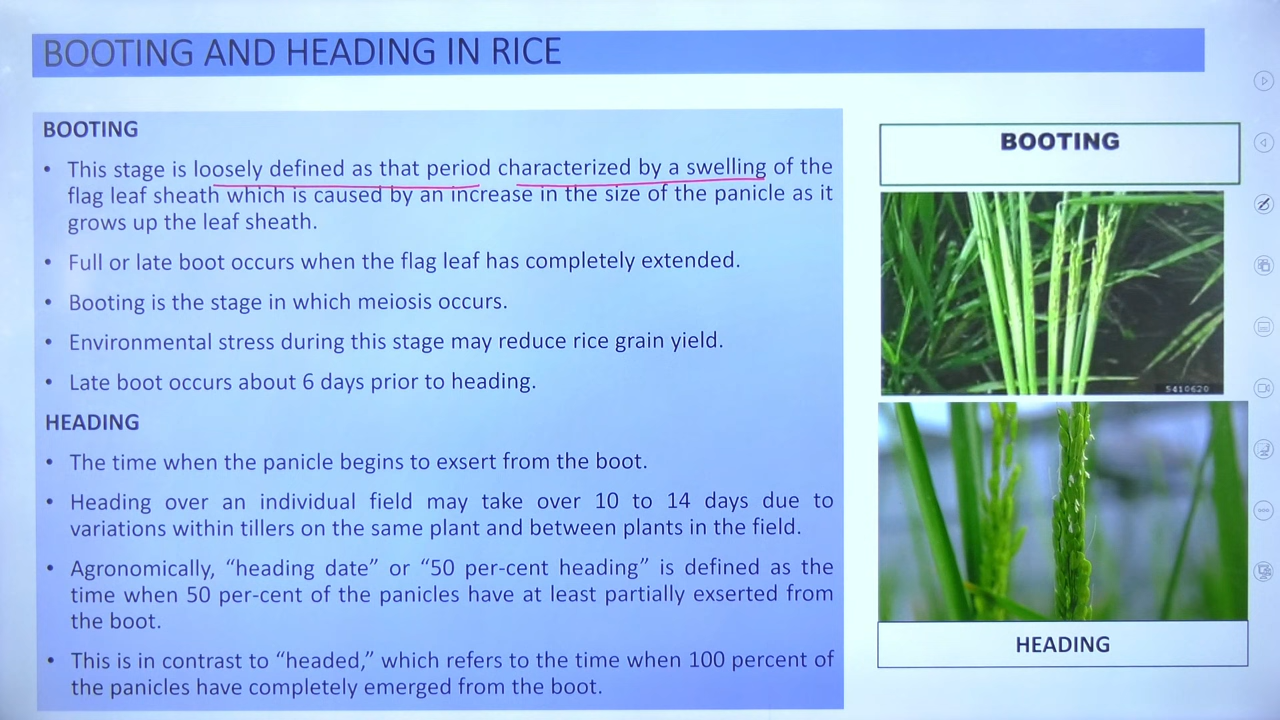 BOOTING AND HEADING IN RICE
BOOTING
• This stage is loosely defined as that period characterized by a swelling of the
flag leaf sheath which is caused by an increase in the size of the panicle as it
grows up the leaf sheath.
• Full or late boot occurs when the flag leaf has completely extended.
• Booting is the stage in which meiosis occurs.
• Environmental stress during this stage may reduce rice grain yield.
• Late boot occurs about 6 days prior to heading.
HEADING
• The time when the panicle begins to exsert from the boot.
• Heading over an individual field may take over 10 to 14 days due to
variations within tillers on the same plant and between plants in the field.
• Agronomically, “heading date” or “50 per-cent heading” is defined as the
time when 50 per-cent of the panicles have at least partially exserted from
the boot.
• This is in contrast to “headed,” which refers to the time when 100 percent of
the panicles have completely emerged from the boot.
BOOTING
5410620
HEADING